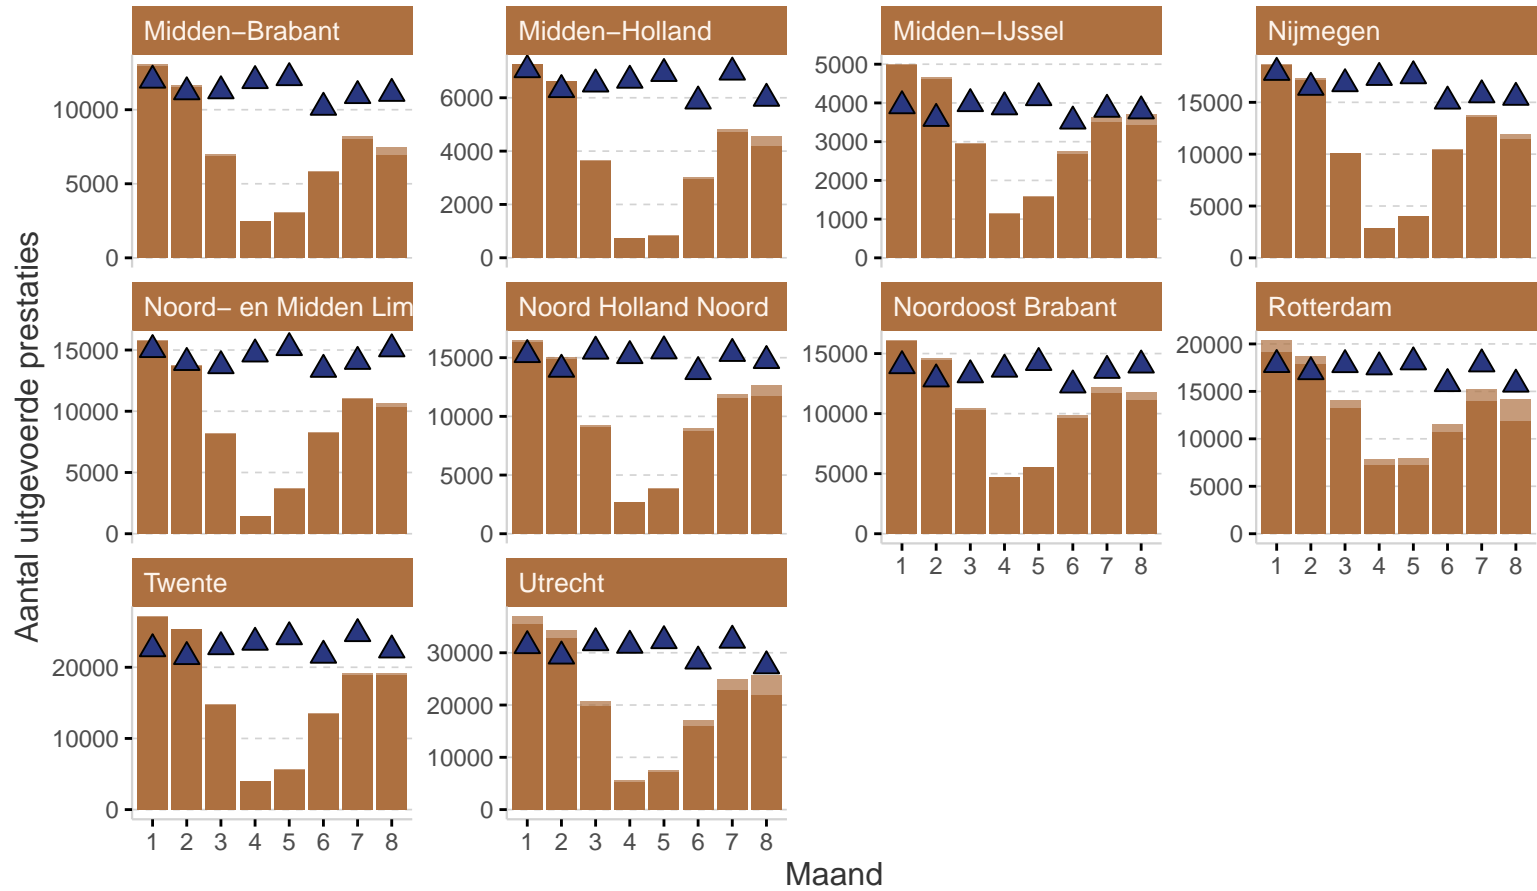 Midden−Brabant
Midden−Holland
Midden−IJssel
Nijmegen
10000
5000
0
6000
4000
2000
0
5000
4000
3000
2000
1000
0
15000
10000
5000
0
Noord− en Midden Lim
Noord Holland Noord
Noordoost Brabant
Rotterdam
15000
10000
5000
0
15000
10000
5000
0
15000
10000
5000
0
1 2 3 4 5 6 7 8
20000
15000
10000
5000
0
1 2 3 4 5 6 7 8
Twente
Utrecht
20000
10000
0
1 2 3 4 5 6 7 8
30000
20000
10000
0
1 2 3 4 5 6 7 8
Aantal uitgevoerde prestaties
Maand